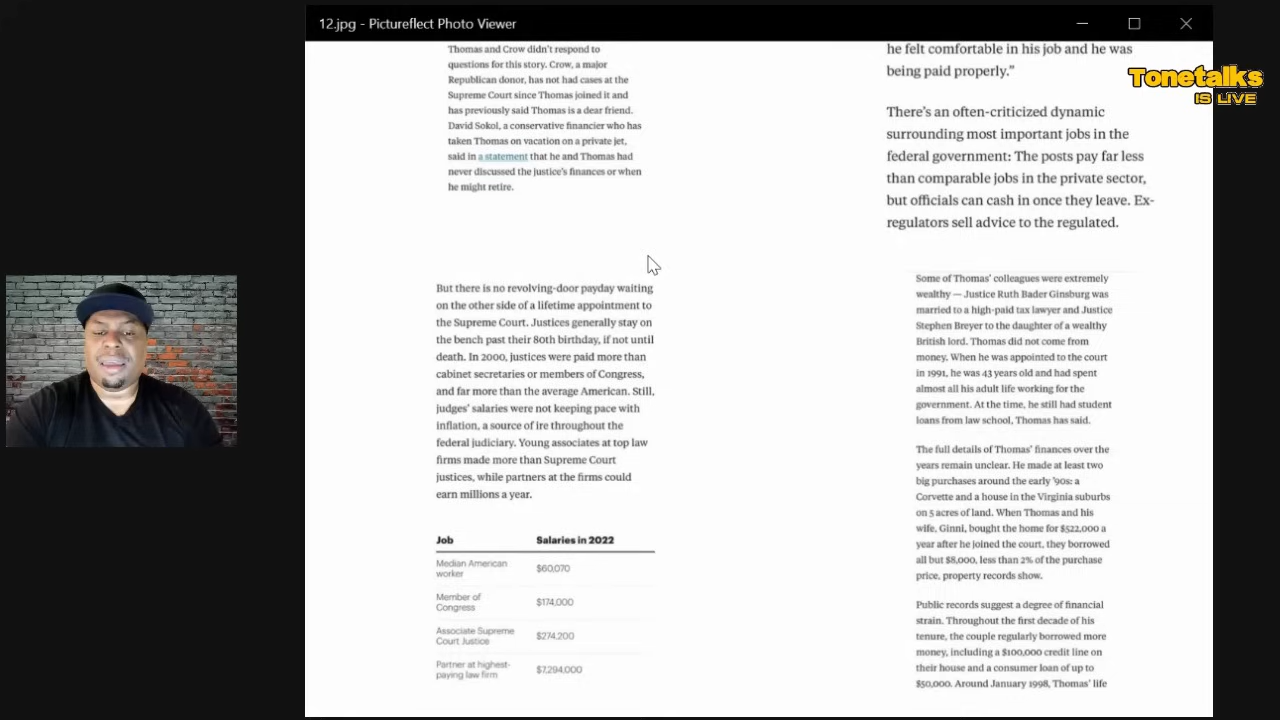 12.jpg - Pictureflect Photo Viewer
Tonetalks
IS LIVE
Thomas and Crow didn't respond to
questions for this story. Crow, a major
Republican donor, has not had cases at the
Supreme Court since Thomas joined it and
has previously said Thomas is a dear friend.
David Sokol, a conservative financier who has
taken Thomas on vacation on a private jet,
said in a statement that he and Thomas had
never discussed the justice's finances or when
he might retire.
But there is no revolving-door payday waiting
on the other side of a lifetime appointment to
the Supreme Court. Justices generally stay on
the bench past their 80th birthday, if not until
death. In 2000, justices were paid more than
cabinet secretaries or members of Congress,
and far more than the average American. Still,
judges' salaries were not keeping pace with
inflation, a source of ire throughout the
federal judiciary. Young associates at top law
firms made more than Supreme Court
justices, while partners at the firms could
earn millions a year.
Job Salaries in 2022
Median American
worker $60,070
Member of
Congress $174,000
Associate Supreme
Court Justice $274,200
Partner at highest-
paying law firm $7,294,000
he felt comfortable in his job and he was
being paid properly.”
There's an often-criticized dynamic
surrounding most important jobs in the
federal government: The posts pay far less
than comparable jobs in the private sector,
but officials can cash in once they leave. Ex-
regulators sell advice to the regulated.
Some of Thomas' colleagues were extremely
wealthy — Justice Ruth Bader Ginsburg was
married to a high-paid tax lawyer and Justice
Stephen Breyer to the daughter of a wealthy
British lord. Thomas did not come from
money. When he was appointed to the court
in 1991, he was 43 years old and had spent
almost all his adult life working for the
government. At the time, he still had student
loans from law school, Thomas has said.
The full details of Thomas' finances over the
years remain unclear. He made at least two
big purchases around the early '90s: a
Corvette and a house in the Virginia suburbs
on 5 acres of land. When Thomas and his
wife, Ginni, bought the home for $522,000 a
year after he joined the court, they borrowed
all but $8,000, less than 2% of the purchase
price, property records show.
Public records suggest a degree of financial
strain. Throughout the first decade of his
tenure, the couple regularly borrowed more
money, including a $100,000 credit line on
their house and a consumer loan of up to
$50,000. Around January 1998, Thomas' life